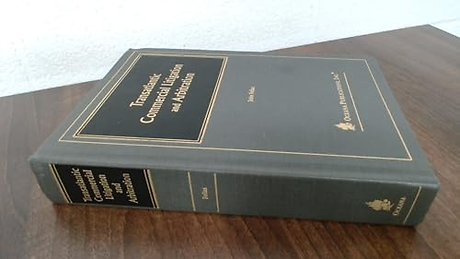 Transatlantic
Commercial Litigation
and Arbitration
John Fellas
OCEANA PUBLICATIONS, INC.
Transatlantic
Commercial
Litigation
and
Arbitration
Fellas
OCEANA